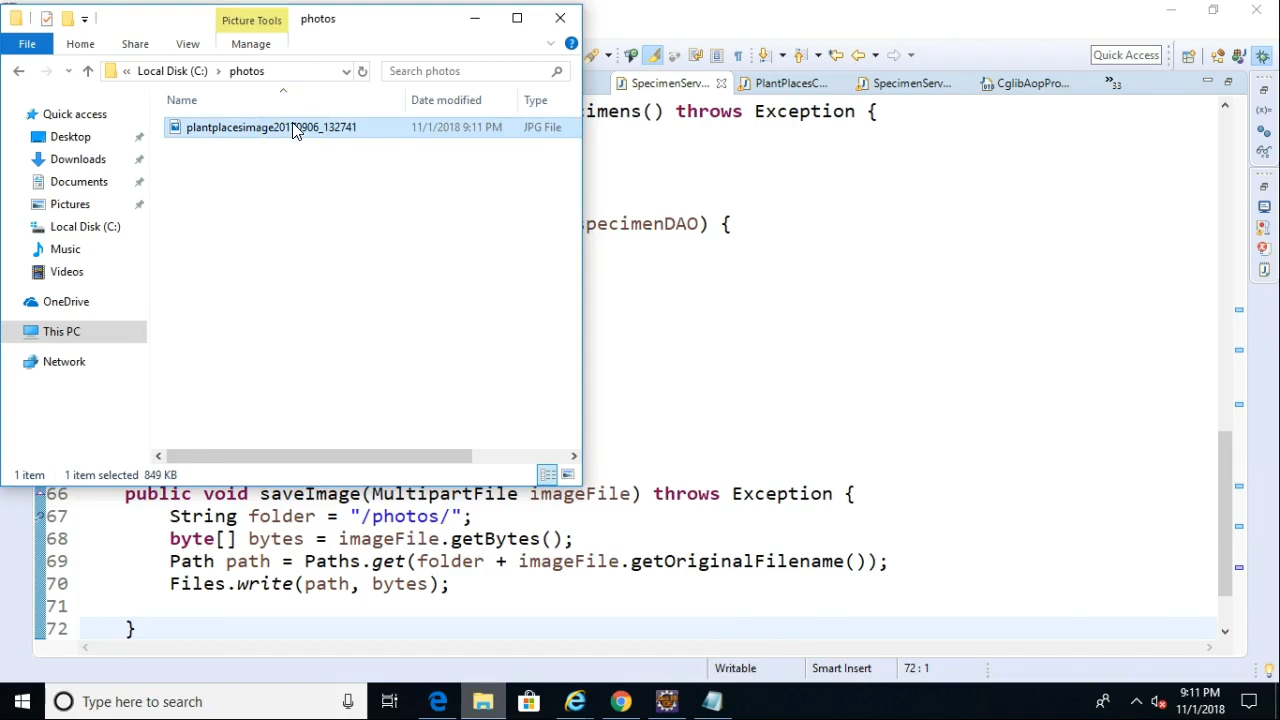 Picture Tools
photos
File
Home
Share
View
Manage
Local Disk (C:)
photos
Search photos
Quick Access
SpecimenServ...
PlantPlacesC...
SpecimenServ...
CglibAopPro...
33
Name
Date modified
Type
Quick access
Desktop
Downloads
Documents
Pictures
Local Disk (C:)
Music
Videos
OneDrive
This PC
Network
11/1/2018 9:11 PM
JPG File
1 item
1 item selected 849 KB
cimens() throws Exception {
specimenDAO) {
66 public void saveImage(MultipartFile imageFile) throws Exception {
67 String folder = "/photos/";
68 byte[] bytes = imageFile.getBytes();
69 Path path = Paths.get(folder + imageFile.getOriginalFilename());
70 Files.write(path, bytes);
71
72 }
Writable
Smart Insert
72 : 1
Type here to search
9:11 PM
11/1/2018